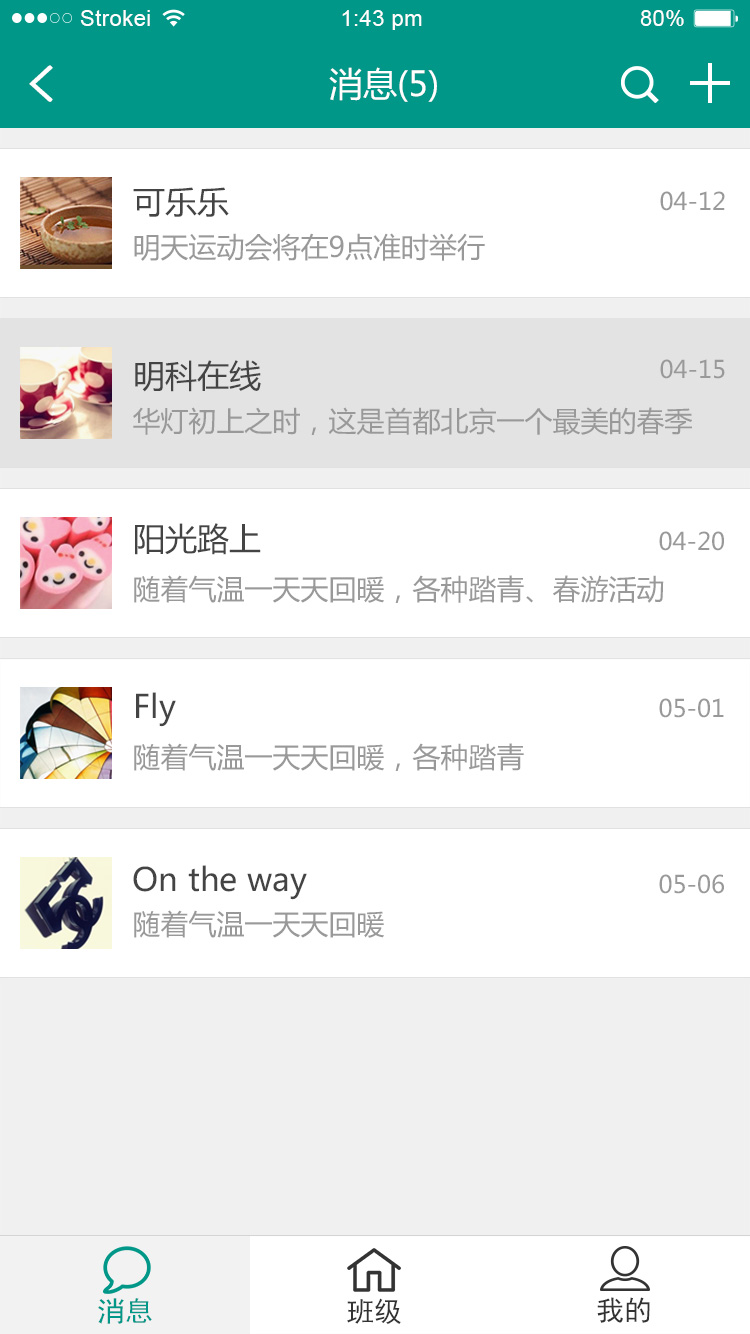 Strokei 1:43 pm 80%
消息(5)
可乐乐 04-12
明天运动会将在9点准时举行
明科在线 04-15
华灯初上之时，这是首都北京一个最美的春季
阳光路上 04-20
随着气温一天天回暖，各种踏青、春游活动
Fly 05-01
随着气温一天天回暖，各种踏青
On the way 05-06
随着气温一天天回暖
消息 班级 我的